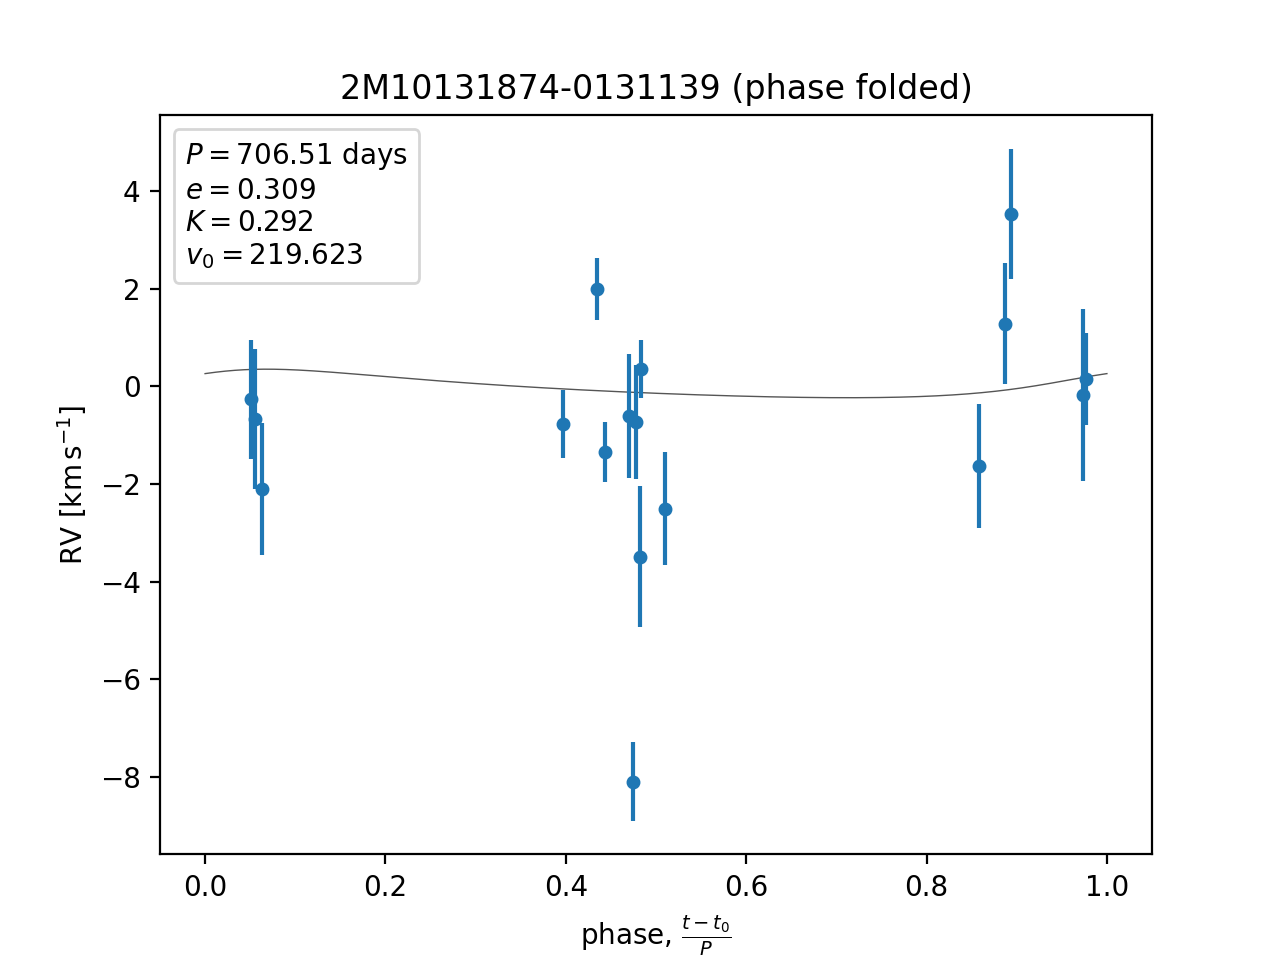 2M10131874-0131139 (phase folded)
P = 706.51 days
e = 0.309
K = 0.292
v₀ = 219.623
4
2
0
−2
−4
−6
−8
RV [km s⁻¹]
0.0 0.2 0.4 0.6 0.8 1.0
phase, (t − t₀)/P